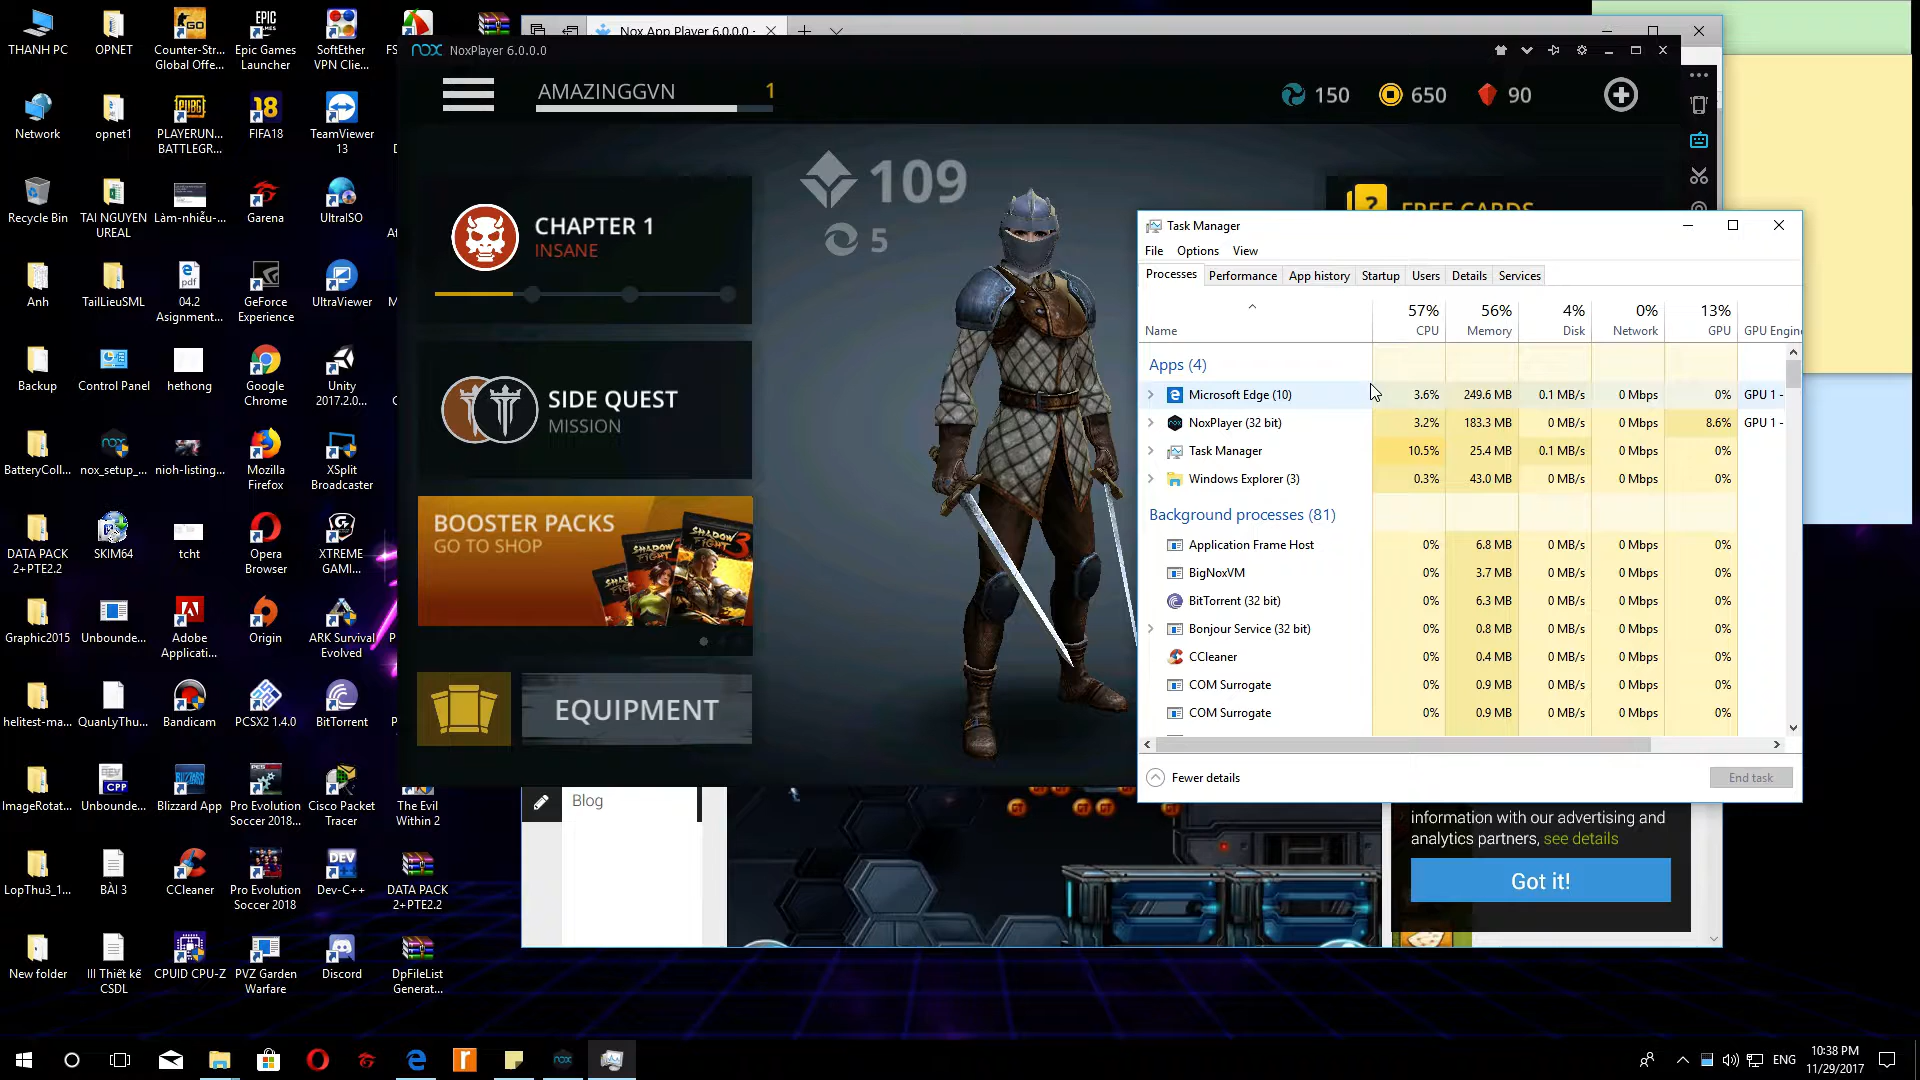 THANH PC
OPNET
Counter-Str...
Global Offe...
Epic Games
Launcher
SoftEther
VPN Clie...
Network
opnet1
PLAYERUN...
BATTLEGR...
FIFA18
TeamViewer
13
Recycle Bin
TAI NGUYEN
UREAL
Làm-nhiễu-...
Garena
UltraISO
Anh
TailLieuSML
04.2
Asignment...
GeForce
Experience
UltraViewer
Backup
Control Panel
hethong
Google
Chrome
Unity
2017.2.0...
BatteryColl...
nox_setup_...
nioh-listing...
Mozilla
Firefox
XSplit
Broadcaster
DATA PACK
2+PTE2.2
SKIM64
tcht
Opera
Browser
XTREME
GAMI...
Graphic2015
Unbounde...
Adobe
Applicati...
Origin
ARK Survival
Evolved
helitest-ma...
QuanLyThu...
Bandicam
PCSX2 1.4.0
BitTorrent
ImageRotat...
Unbounde...
Blizzard App
Pro Evolution
Soccer 2018...
Cisco Packet
Tracer
The Evil
Within 2
LopThu3_1...
BÀI 3
CCleaner
Pro Evolution
Soccer 2018
Dev-C++
DATA PACK
2+PTE2.2
New folder
III Thiết kê
CSDL
CPUID CPU-Z
PVZ Garden
Warfare
Discord
DpFileList
Generat...
Nox App Player 6.0.0.0 -
nox NoxPlayer 6.0.0.0
AMAZINGGVN 1
150 650 90
109
5
CHAPTER 1
INSANE
SIDE QUEST
MISSION
BOOSTER PACKS
GO TO SHOP
SHADOW
FIGHT 3
EQUIPMENT
FREE CARDS
Task Manager
File Options View
Processes Performance App history Startup Users Details Services
57% 56% 4% 0% 13%
Name CPU Memory Disk Network GPU GPU Engin
Apps (4)
Microsoft Edge (10) 3.6% 249.6 MB 0.1 MB/s 0 Mbps 0% GPU 1 -
NoxPlayer (32 bit) 3.2% 183.3 MB 0 MB/s 0 Mbps 8.6% GPU 1 -
Task Manager 10.5% 25.4 MB 0.1 MB/s 0 Mbps 0%
Windows Explorer (3) 0.3% 43.0 MB 0 MB/s 0 Mbps 0%
Background processes (81)
Application Frame Host 0% 6.8 MB 0 MB/s 0 Mbps 0%
BigNoxVM 0% 3.7 MB 0 MB/s 0 Mbps 0%
BitTorrent (32 bit) 0% 6.3 MB 0 MB/s 0 Mbps 0%
Bonjour Service (32 bit) 0% 0.8 MB 0 MB/s 0 Mbps 0%
CCleaner 0% 0.4 MB 0 MB/s 0 Mbps 0%
COM Surrogate 0% 0.9 MB 0 MB/s 0 Mbps 0%
COM Surrogate 0% 0.9 MB 0 MB/s 0 Mbps 0%
Fewer details End task
Blog
information with our advertising and
analytics partners, see details
Got it!
ENG
10:38 PM
11/29/2017